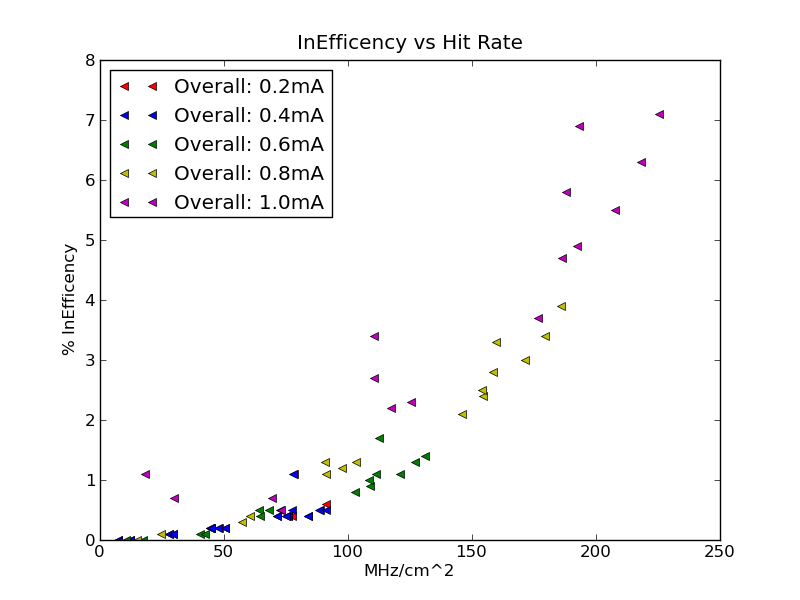 InEfficency vs Hit Rate
8
7
6
5
4
3
2
1
0
% InEfficency
Overall: 0.2mA
Overall: 0.4mA
Overall: 0.6mA
Overall: 0.8mA
Overall: 1.0mA
0 50 100 150 200 250
MHz/cm^2